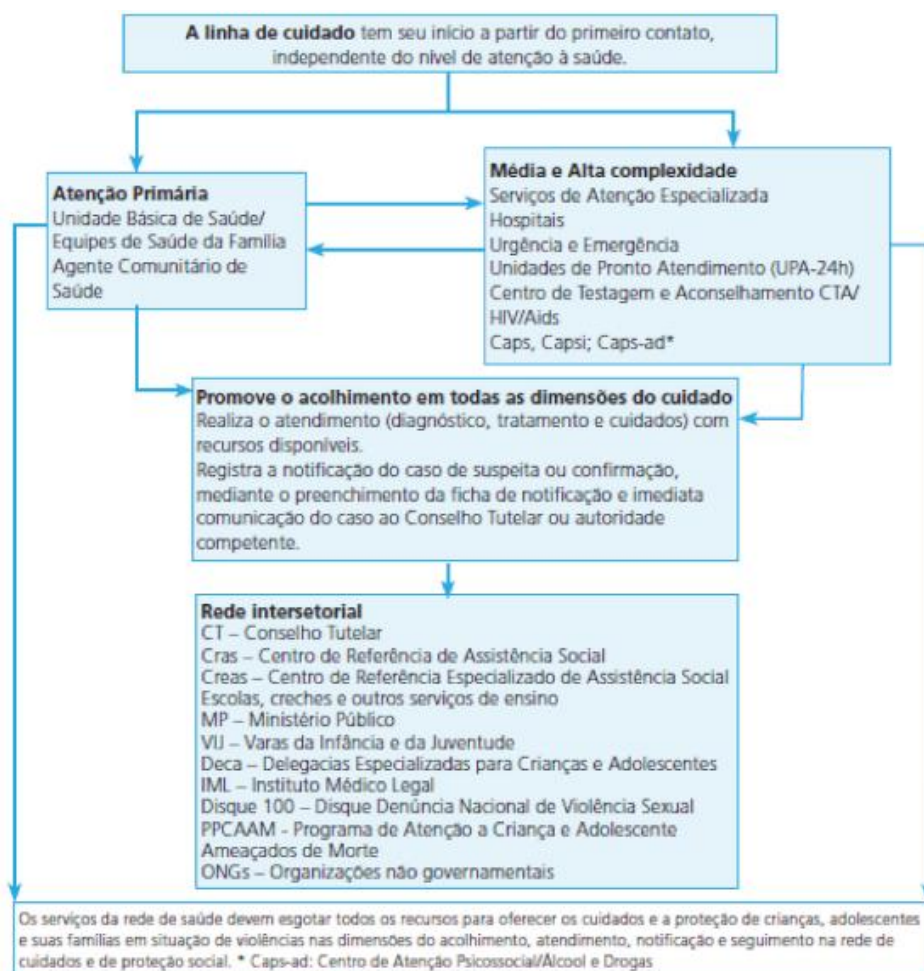 A linha de cuidado tem seu início a partir do primeiro contato,
independente do nível de atenção à saúde.
Atenção Primária
Unidade Básica de Saúde/
Equipes de Saúde da Família
Agente Comunitário de
Saúde
Média e Alta complexidade
Serviços de Atenção Especializada
Hospitais
Urgência e Emergência
Unidades de Pronto Atendimento (UPA-24h)
Centro de Testagem e Aconselhamento CTA/
HIV/Aids
Caps, Capsi; Caps-ad*
Promove o acolhimento em todas as dimensões do cuidado
Realiza o atendimento (diagnóstico, tratamento e cuidados) com
recursos disponíveis.
Registra a notificação do caso de suspeita ou confirmação,
mediante o preenchimento da ficha de notificação e imediata
comunicação do caso ao Conselho Tutelar ou autoridade
competente.
Rede intersetorial
CT – Conselho Tutelar
Cras – Centro de Referência de Assistência Social
Creas – Centro de Referência Especializado de Assistência Social
Escolas, creches e outros serviços de ensino
MP – Ministério Público
VIJ – Varas da Infância e da Juventude
Deca – Delegacias Especializadas para Crianças e Adolescentes
IML – Instituto Médico Legal
Disque 100 – Disque Denúncia Nacional de Violência Sexual
PPCAAM - Programa de Atenção a Criança e Adolescente
Ameaçados de Morte
ONGs – Organizações não governamentais
Os serviços da rede de saúde devem esgotar todos os recursos para oferecer os cuidados e a proteção de crianças, adolescentes
e suas famílias em situação de violências nas dimensões do acolhimento, atendimento, notificação e seguimento na rede de
cuidados e de proteção social. * Caps-ad: Centro de Atenção Psicossocial/Álcool e Drogas